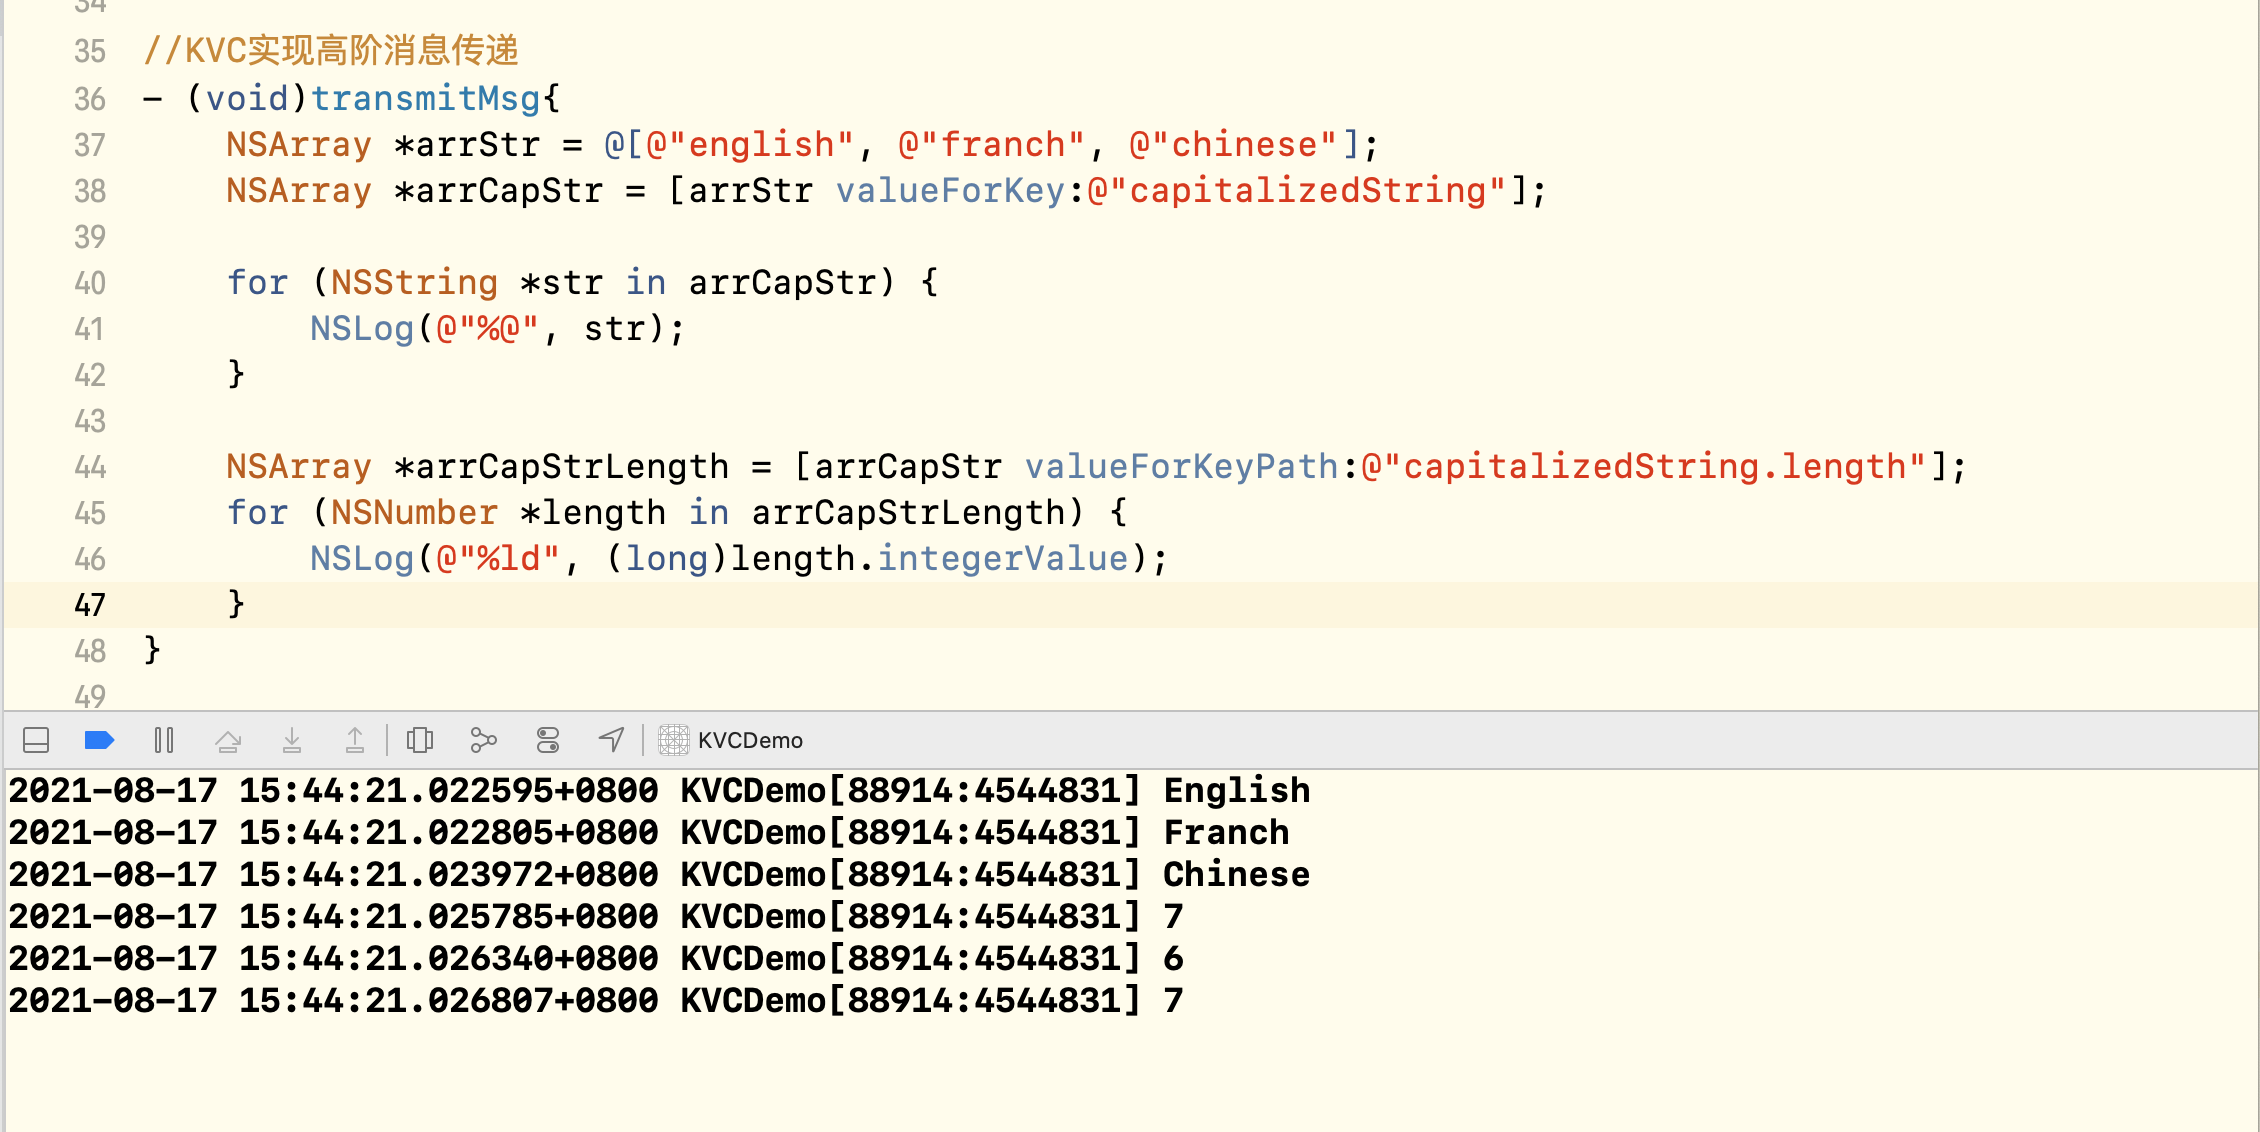 34
35 //KVC实现高阶消息传递
36 - (void)transmitMsg{
37 NSArray *arrStr = @[@"english", @"franch", @"chinese"];
38 NSArray *arrCapStr = [arrStr valueForKey:@"capitalizedString"];
39
40 for (NSString *str in arrCapStr) {
41 NSLog(@"%@", str);
42 }
43
44 NSArray *arrCapStrLength = [arrCapStr valueForKeyPath:@"capitalizedString.length"];
45 for (NSNumber *length in arrCapStrLength) {
46 NSLog(@"%ld", (long)length.integerValue);
47 }
48 }
49
KVCDemo
2021-08-17 15:44:21.022595+0800 KVCDemo[88914:4544831] English
2021-08-17 15:44:21.022805+0800 KVCDemo[88914:4544831] Franch
2021-08-17 15:44:21.023972+0800 KVCDemo[88914:4544831] Chinese
2021-08-17 15:44:21.025785+0800 KVCDemo[88914:4544831] 7
2021-08-17 15:44:21.026340+0800 KVCDemo[88914:4544831] 6
2021-08-17 15:44:21.026807+0800 KVCDemo[88914:4544831] 7